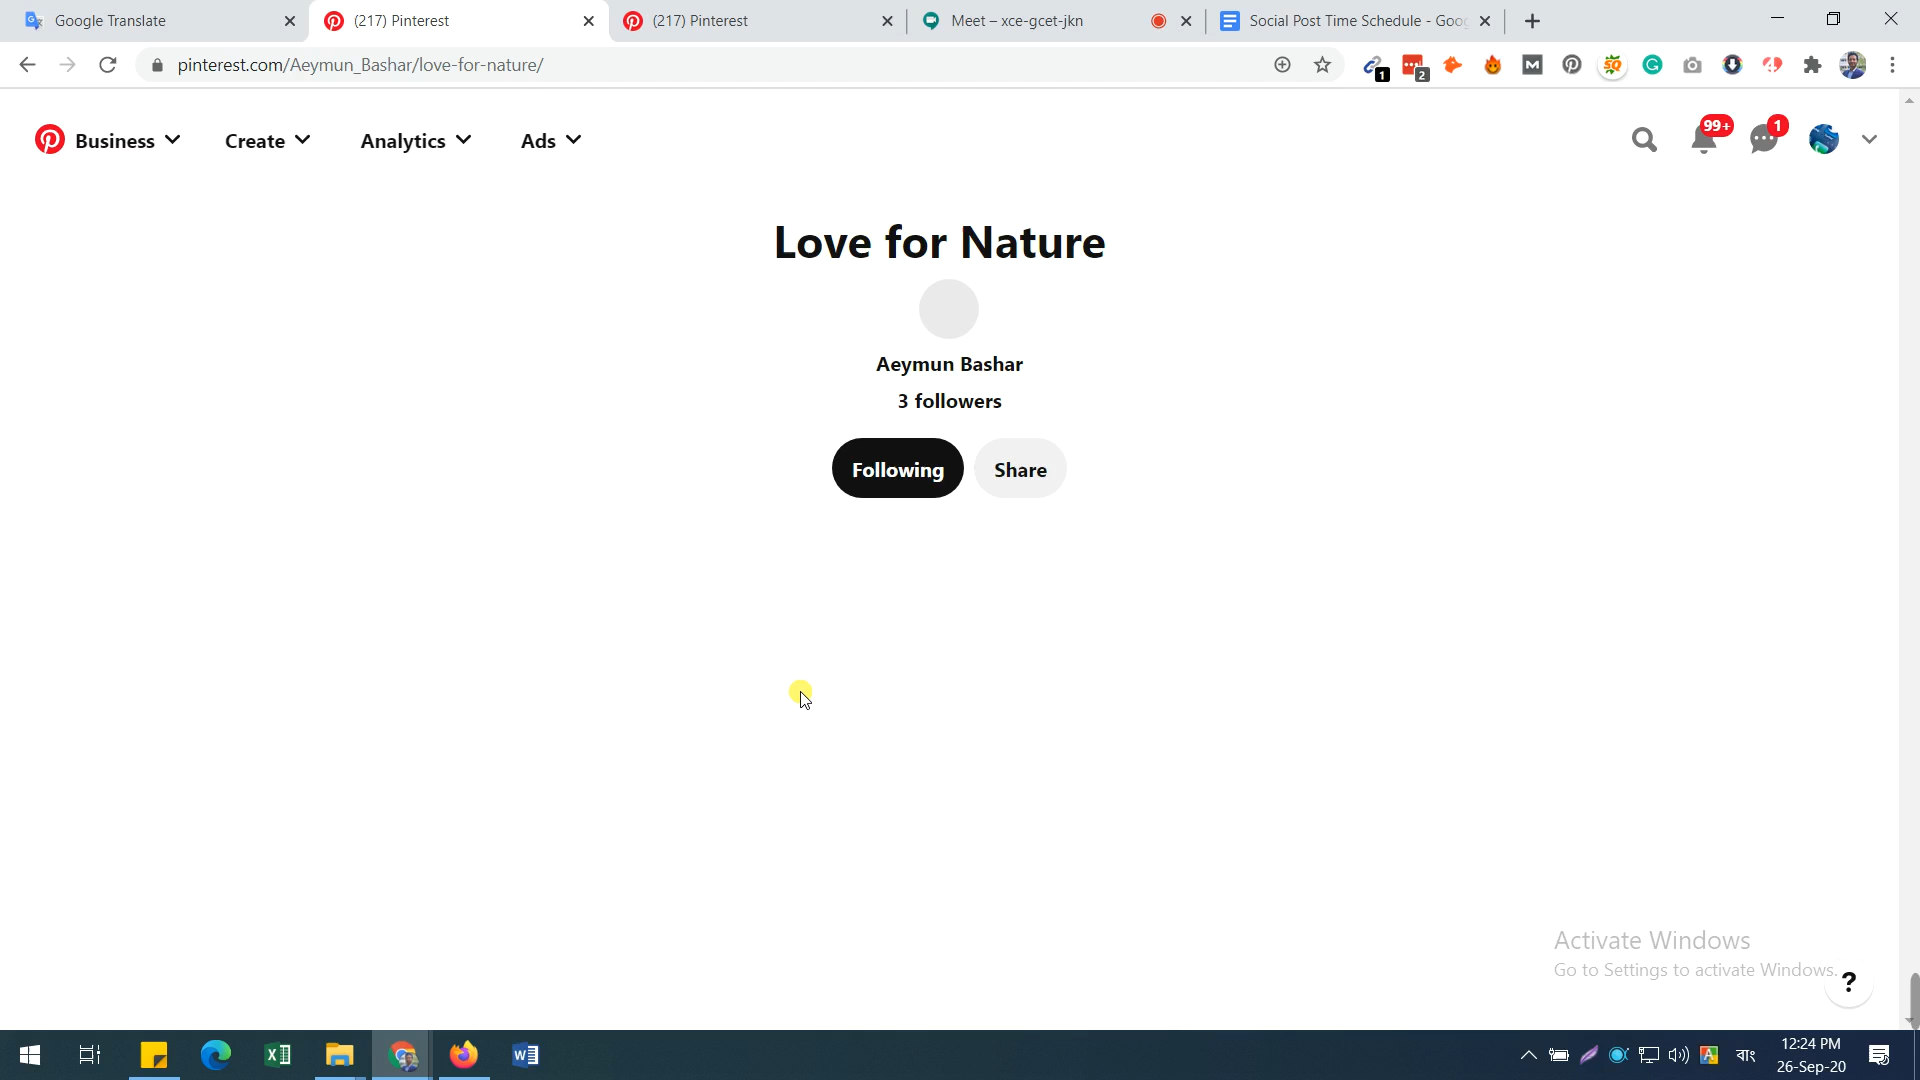 Google Translate
(217) Pinterest
(217) Pinterest
Meet – xce-gcet-jkn
Social Post Time Schedule - Goo
pinterest.com/Aeymun_Bashar/love-for-nature/
1
2
Business
Create
Analytics
Ads
99+
1
Love for Nature
Aeymun Bashar
3 followers
Following
Share
Activate Windows
Go to Settings to activate Windows.
?
বাং
12:24 PM
26-Sep-20